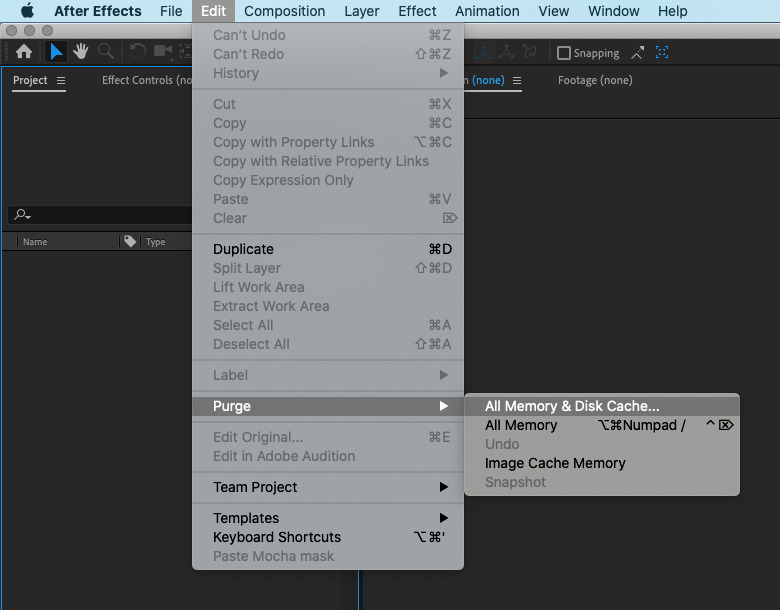 After Effects File Edit Composition Layer Effect Animation View Window Help
Snapping
Project Effect Controls (no
n (none) Footage (none)
Name Type
Can't Undo ⌘Z
Can't Redo ⇧⌘Z
History
Cut ⌘X
Copy ⌘C
Copy with Property Links ⌥⌘C
Copy with Relative Property Links
Copy Expression Only
Paste ⌘V
Clear ⌦
Duplicate ⌘D
Split Layer ⇧⌘D
Lift Work Area
Extract Work Area
Select All ⌘A
Deselect All ⇧⌘A
Label
Purge
Edit Original... ⌘E
Edit in Adobe Audition
Team Project
Templates
Keyboard Shortcuts ⌥⌘'
Paste Mocha mask
All Memory & Disk Cache...
All Memory ⌥⌘Numpad / ^⌦
Undo
Image Cache Memory
Snapshot